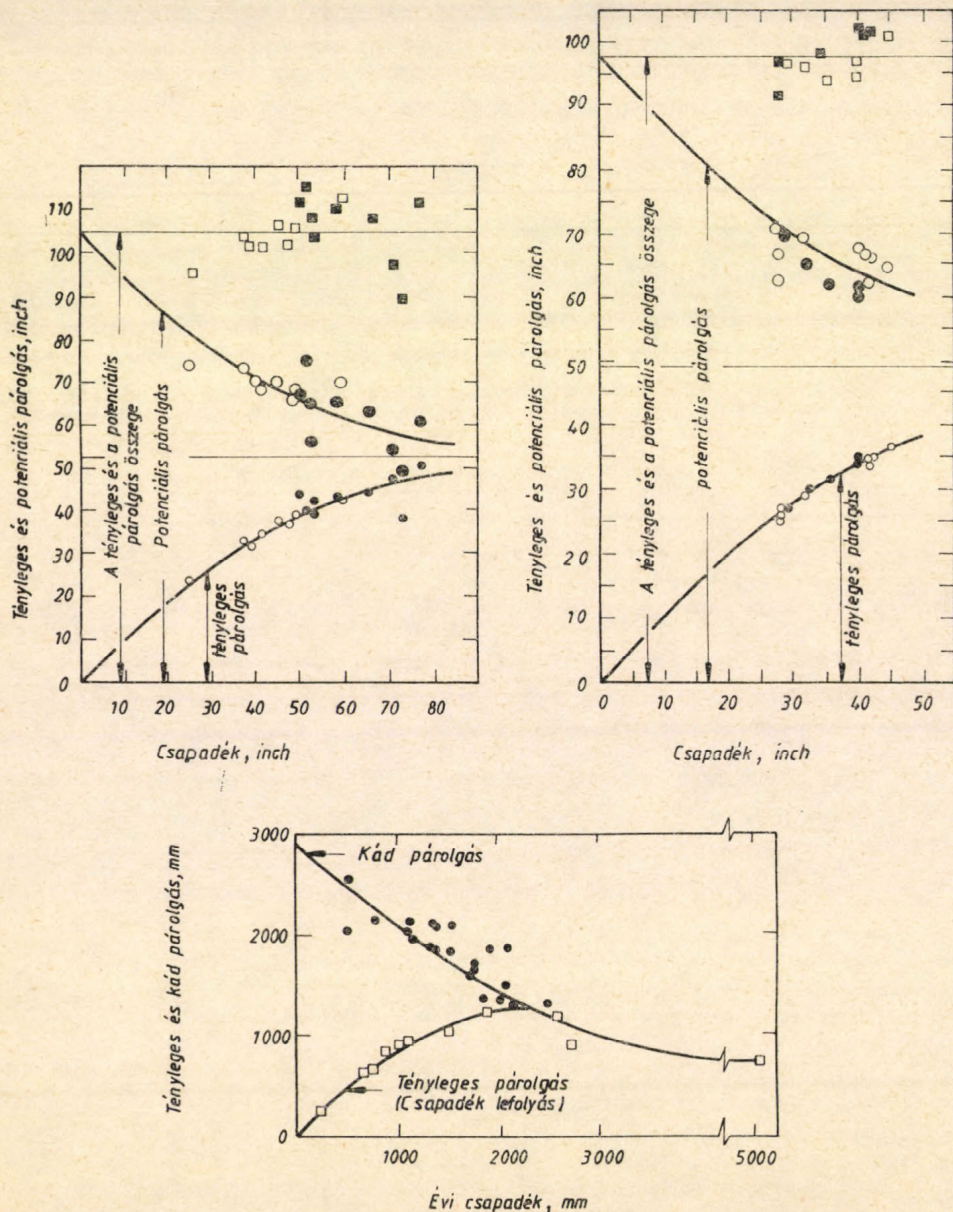 110
100
90
80
70
60
50
40
30
20
10
0
Tényleges és potenciális párolgás, inch
A tényleges és a potenciális
párolgás összege
Potenciális párolgás
tényleges
párolgás
10 20 30 40 50 60 70 80
Csapadék, inch
100
95
90
80
70
60
50
40
30
20
10
0
Tényleges és potenciális párolgás, inch
A tényleges és a potenciális párolgás összege
potenciális párolgás
tényleges párolgás
0 10 20 30 40 50
Csapadék, inch
3000
2000
1000
0
Tényleges és kád párolgás, mm
Kád párolgás
Tényleges párolgás
(Csapadék lefolyás)
1000 2000 3000 5000
Évi csapadék, mm